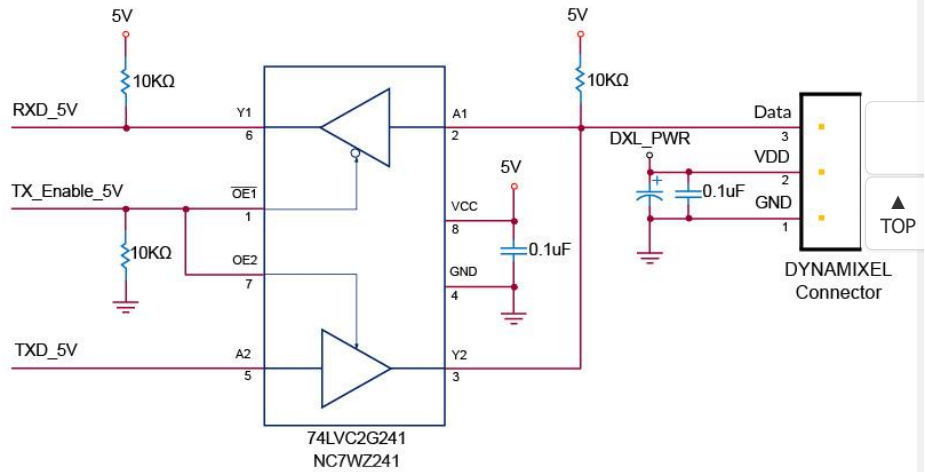 5V
10KΩ
RXD_5V
Y1
6
A1
2
5V
10KΩ
Data
3
DXL_PWR
VDD
2
+
0.1uF
GND
1
▲
TOP
DYNAMIXEL
Connector
TX_Enable_5V
OE1
1
10KΩ
OE2
7
5V
VCC
8
0.1uF
GND
4
TXD_5V
A2
5
Y2
3
74LVC2G241
NC7WZ241